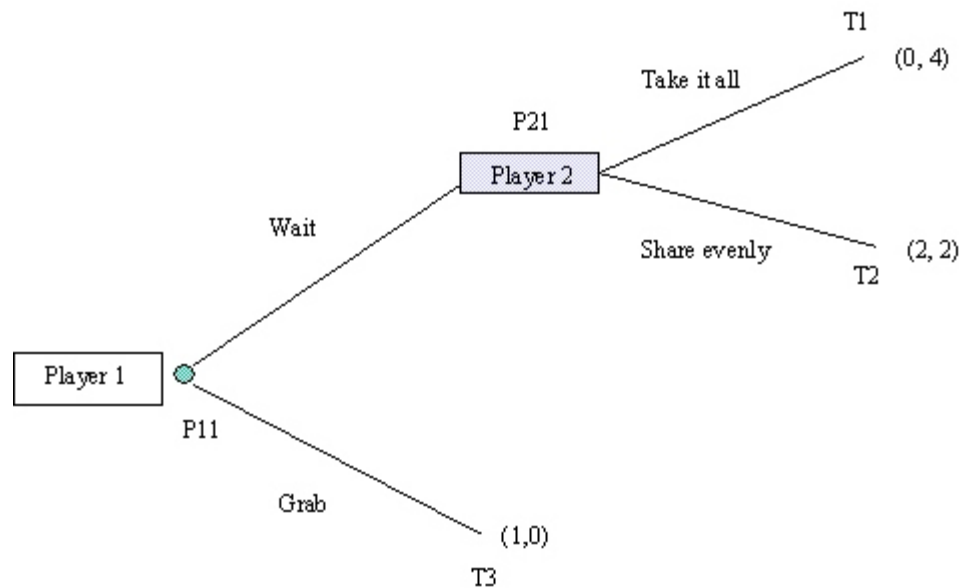 T1
(0, 4)
Take it all
P21
Player 2
Wait
Share evenly
(2, 2)
T2
Player 1
P11
Grab
(1,0)
T3